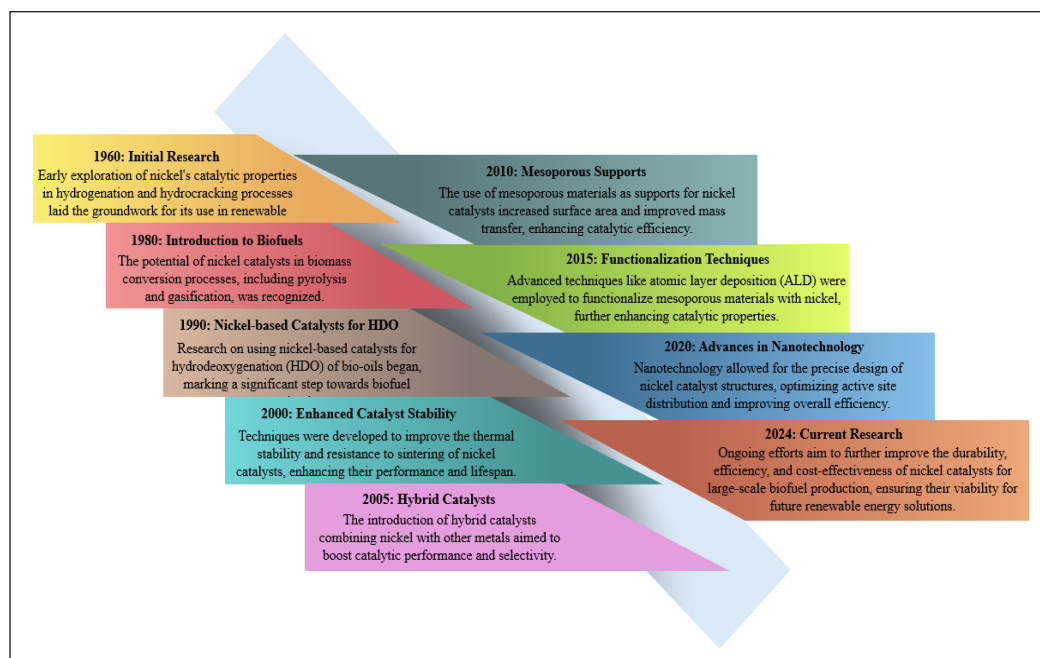 1960: Initial Research
Early exploration of nickel's catalytic properties
in hydrogenation and hydrocracking processes
laid the groundwork for its use in renewable
1980: Introduction to Biofuels
The potential of nickel catalysts in biomass
conversion processes, including pyrolysis
and gasification, was recognized.
1990: Nickel-based Catalysts for HDO
Research on using nickel-based catalysts for
hydrodeoxygenation (HDO) of bio-oils began,
marking a significant step towards biofuel
2000: Enhanced Catalyst Stability
Techniques were developed to improve the thermal
stability and resistance to sintering of nickel
catalysts, enhancing their performance and lifespan.
2005: Hybrid Catalysts
The introduction of hybrid catalysts
combining nickel with other metals aimed to
boost catalytic performance and selectivity.
2010: Mesoporous Supports
The use of mesoporous materials as supports for nickel
catalysts increased surface area and improved mass
transfer, enhancing catalytic efficiency.
2015: Functionalization Techniques
Advanced techniques like atomic layer deposition (ALD) were
employed to functionalize mesoporous materials with nickel,
further enhancing catalytic properties.
2020: Advances in Nanotechnology
Nanotechnology allowed for the precise design of
nickel catalyst structures, optimizing active site
distribution and improving overall efficiency.
2024: Current Research
Ongoing efforts aim to further improve the durability,
efficiency, and cost-effectiveness of nickel catalysts for
large-scale biofuel production, ensuring their viability for
future renewable energy solutions.